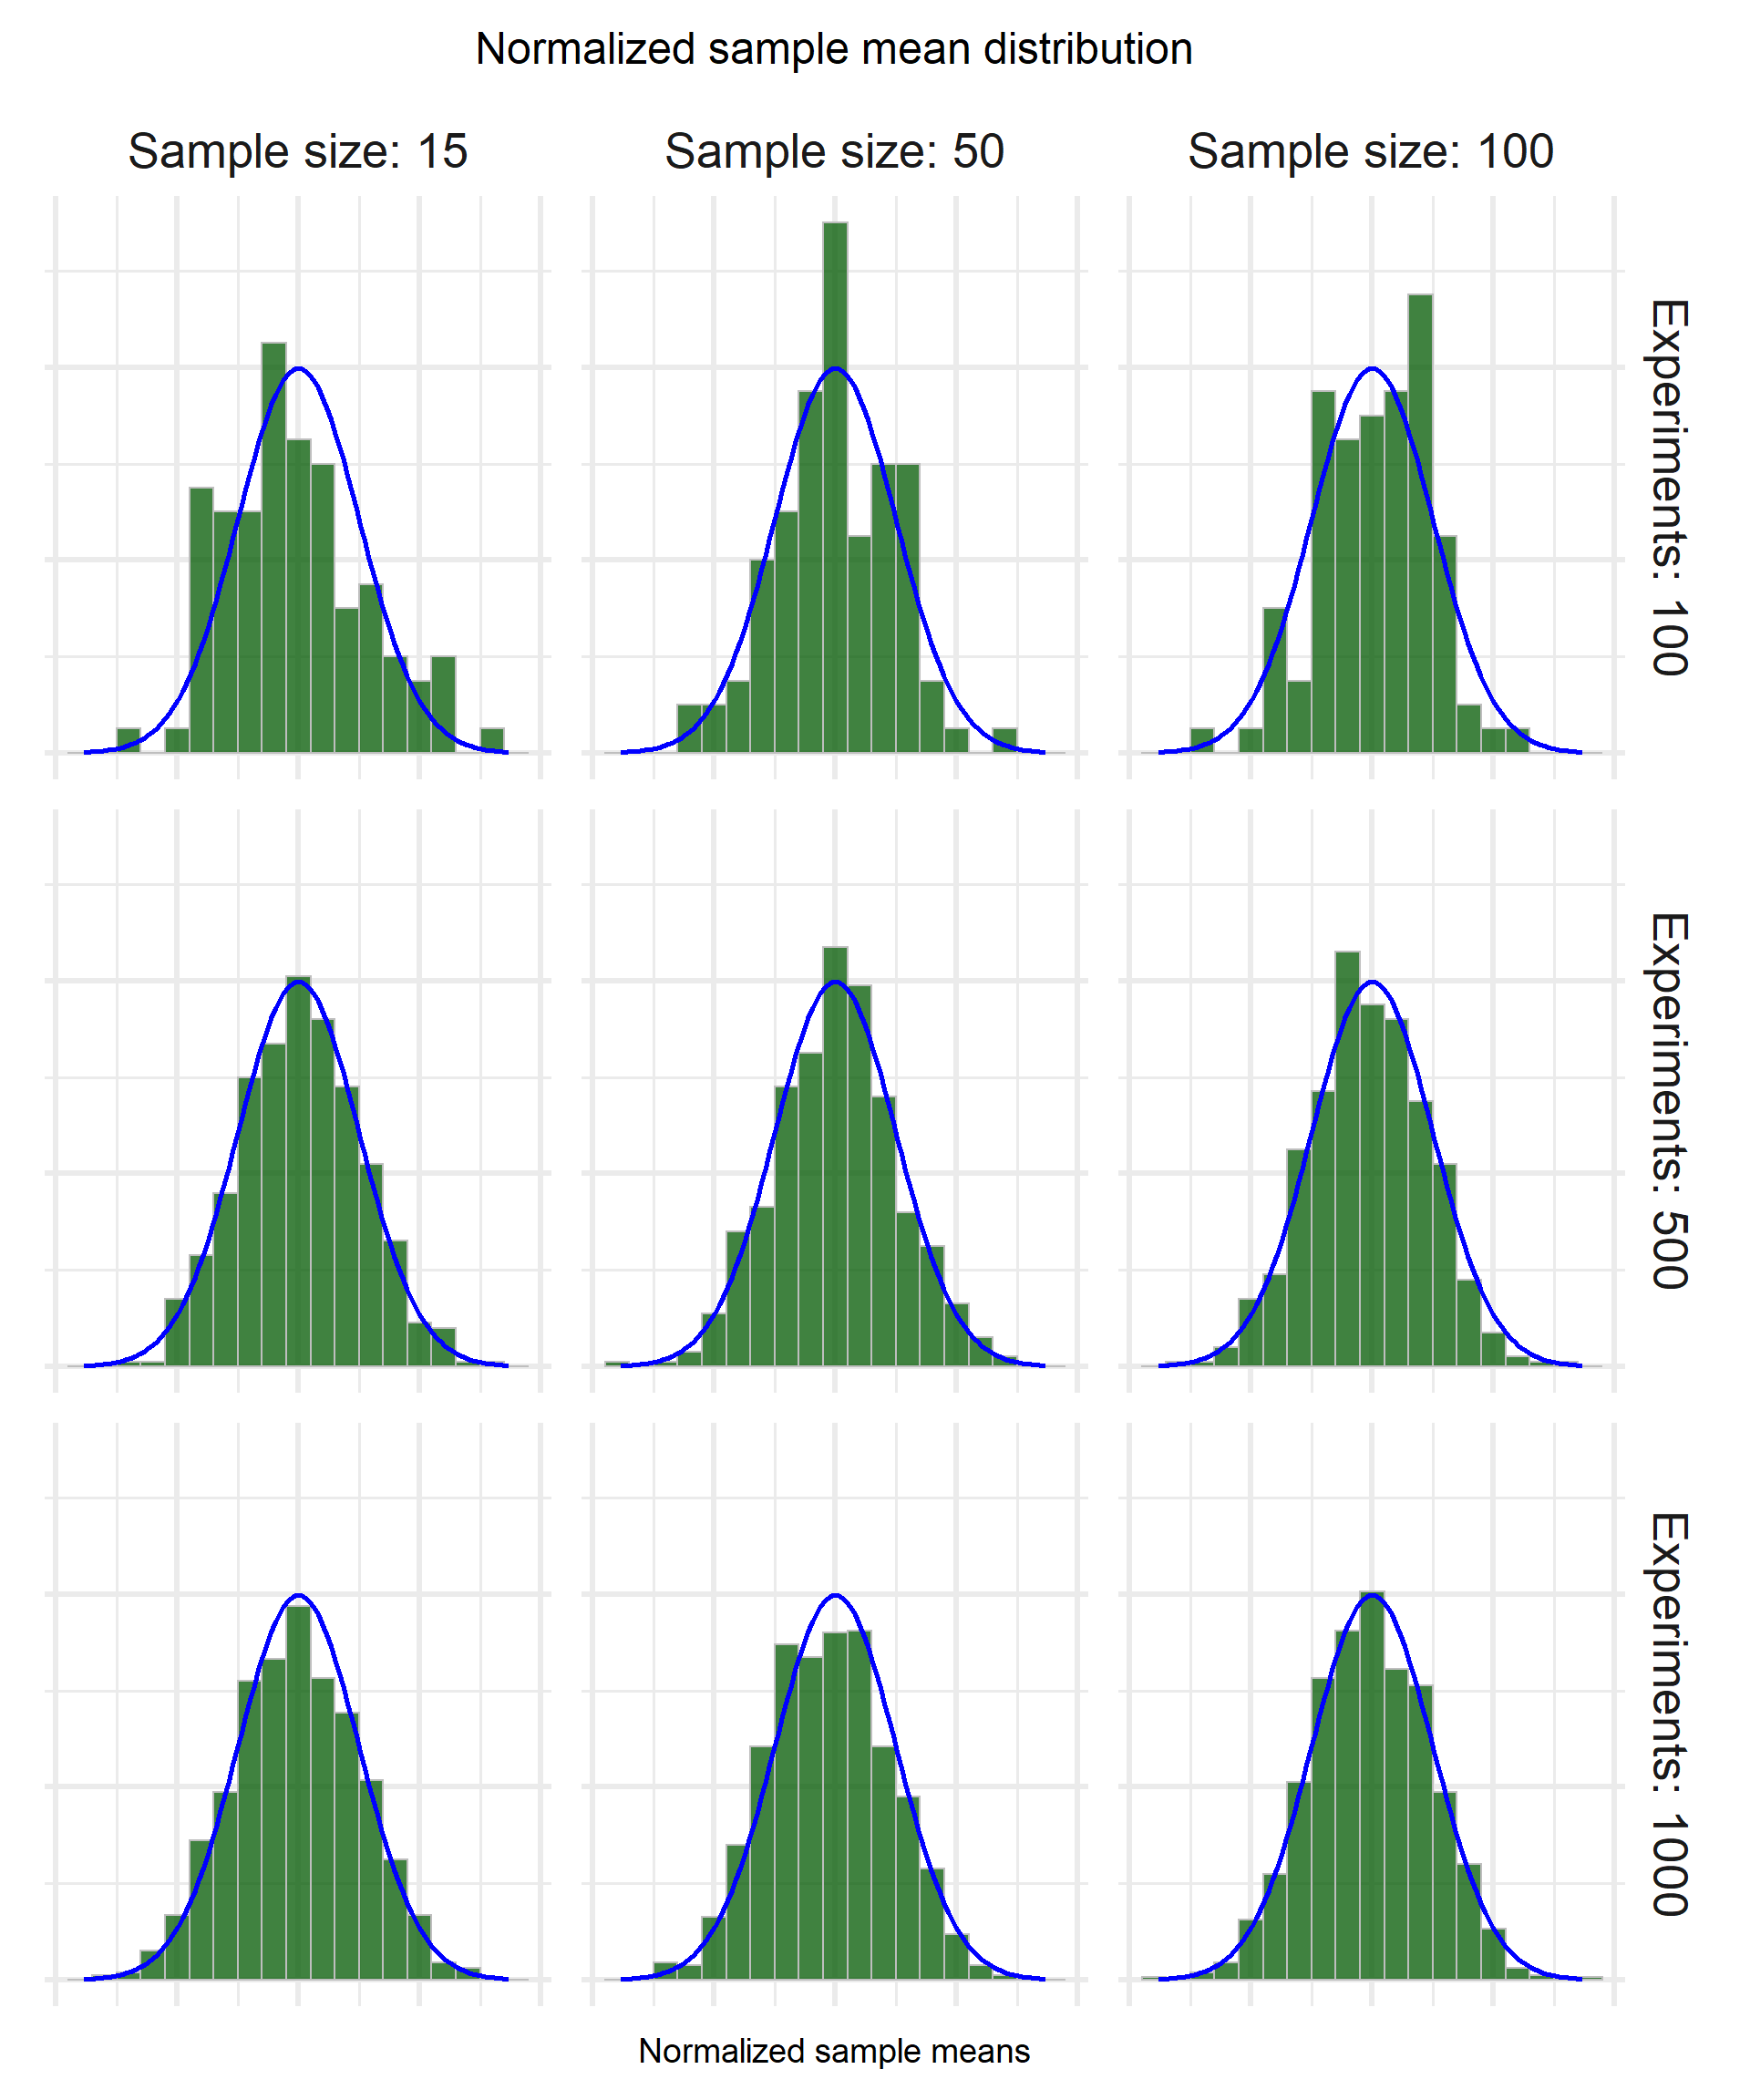 Normalized sample mean distribution
Sample size: 15
Sample size: 50
Sample size: 100
Experiments: 100
Experiments: 500
Experiments: 1000
Normalized sample means